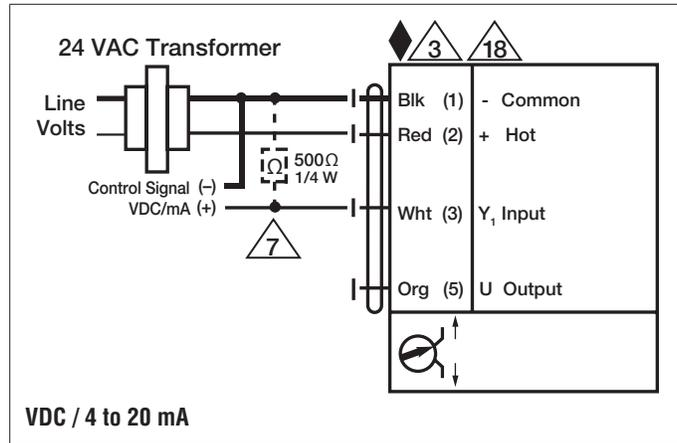 24 VAC Transformer
3
18
Line
Volts
Blk (1) - Common
Red (2) + Hot
Ω 500Ω
1/4 W
Control Signal (–)
VDC/mA (+)
Wht (3) Y₁ Input
7
Org (5) U Output
VDC / 4 to 20 mA